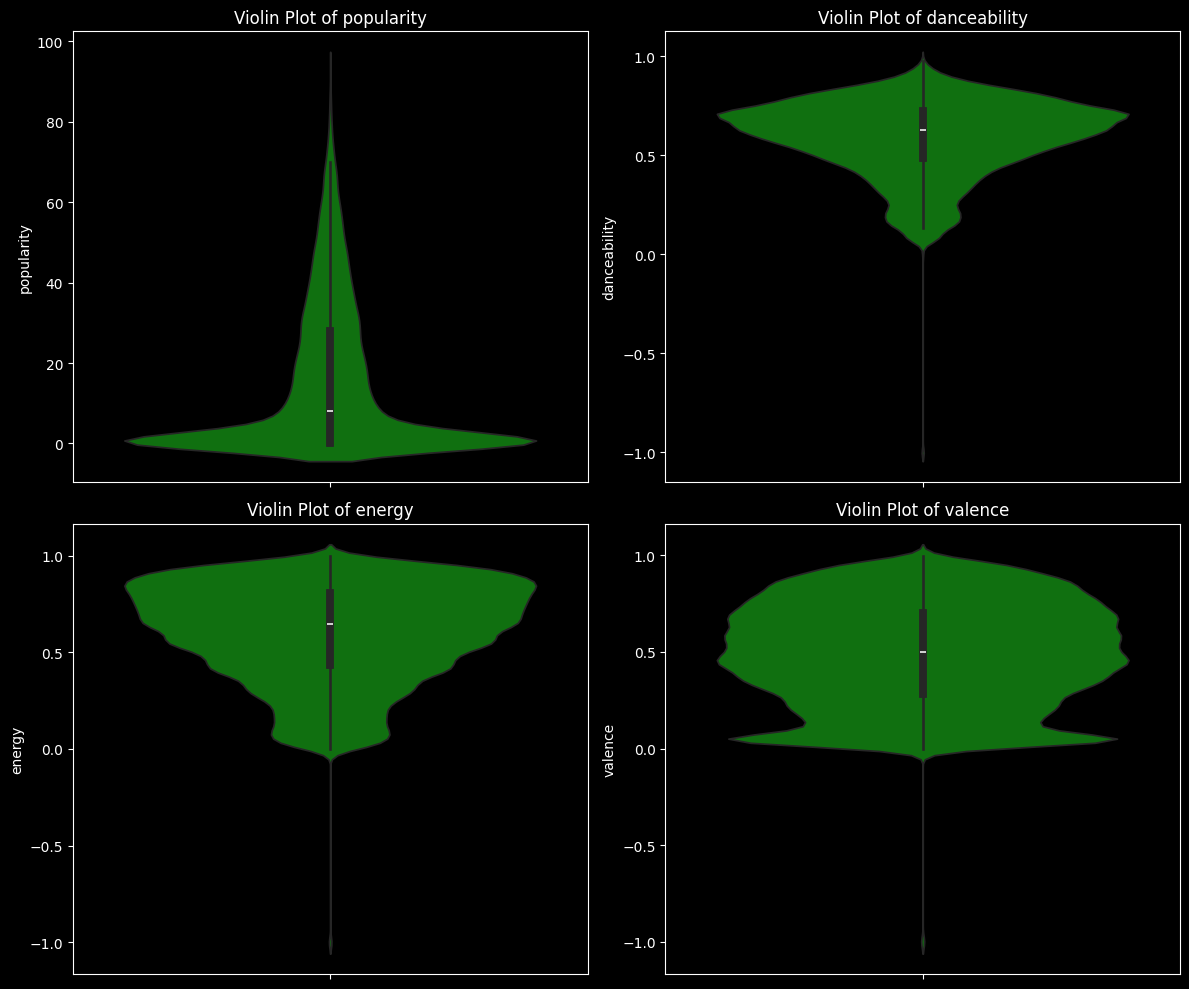 Violin Plot of popularity
100
80
60
40
20
0
popularity
Violin Plot of danceability
1.0
0.5
0.0
−0.5
−1.0
danceability
Violin Plot of energy
1.0
0.5
0.0
−0.5
−1.0
energy
Violin Plot of valence
1.0
0.5
0.0
−0.5
−1.0
valence